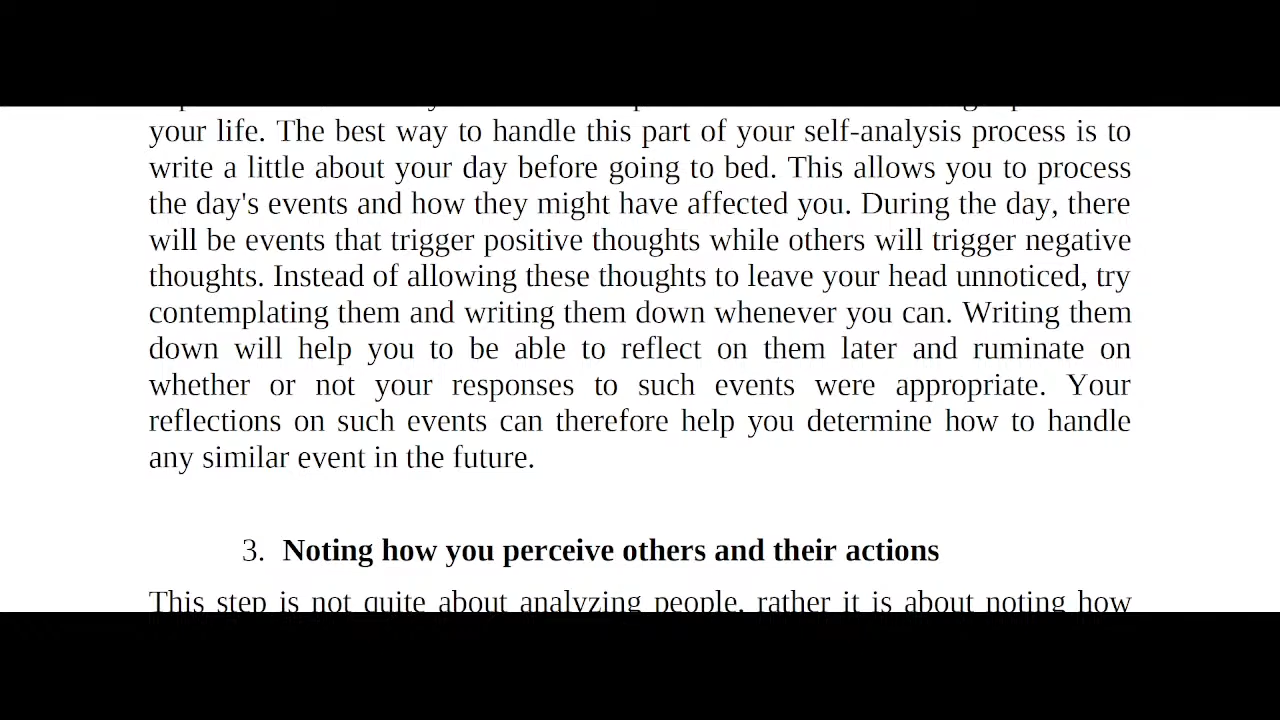 your life. The best way to handle this part of your self-analysis process is to
write a little about your day before going to bed. This allows you to process
the day's events and how they might have affected you. During the day, there
will be events that trigger positive thoughts while others will trigger negative
thoughts. Instead of allowing these thoughts to leave your head unnoticed, try
contemplating them and writing them down whenever you can. Writing them
down will help you to be able to reflect on them later and ruminate on
whether or not your responses to such events were appropriate. Your
reflections on such events can therefore help you determine how to handle
any similar event in the future.
3. Noting how you perceive others and their actions
This step is not quite about analyzing people, rather it is about noting how